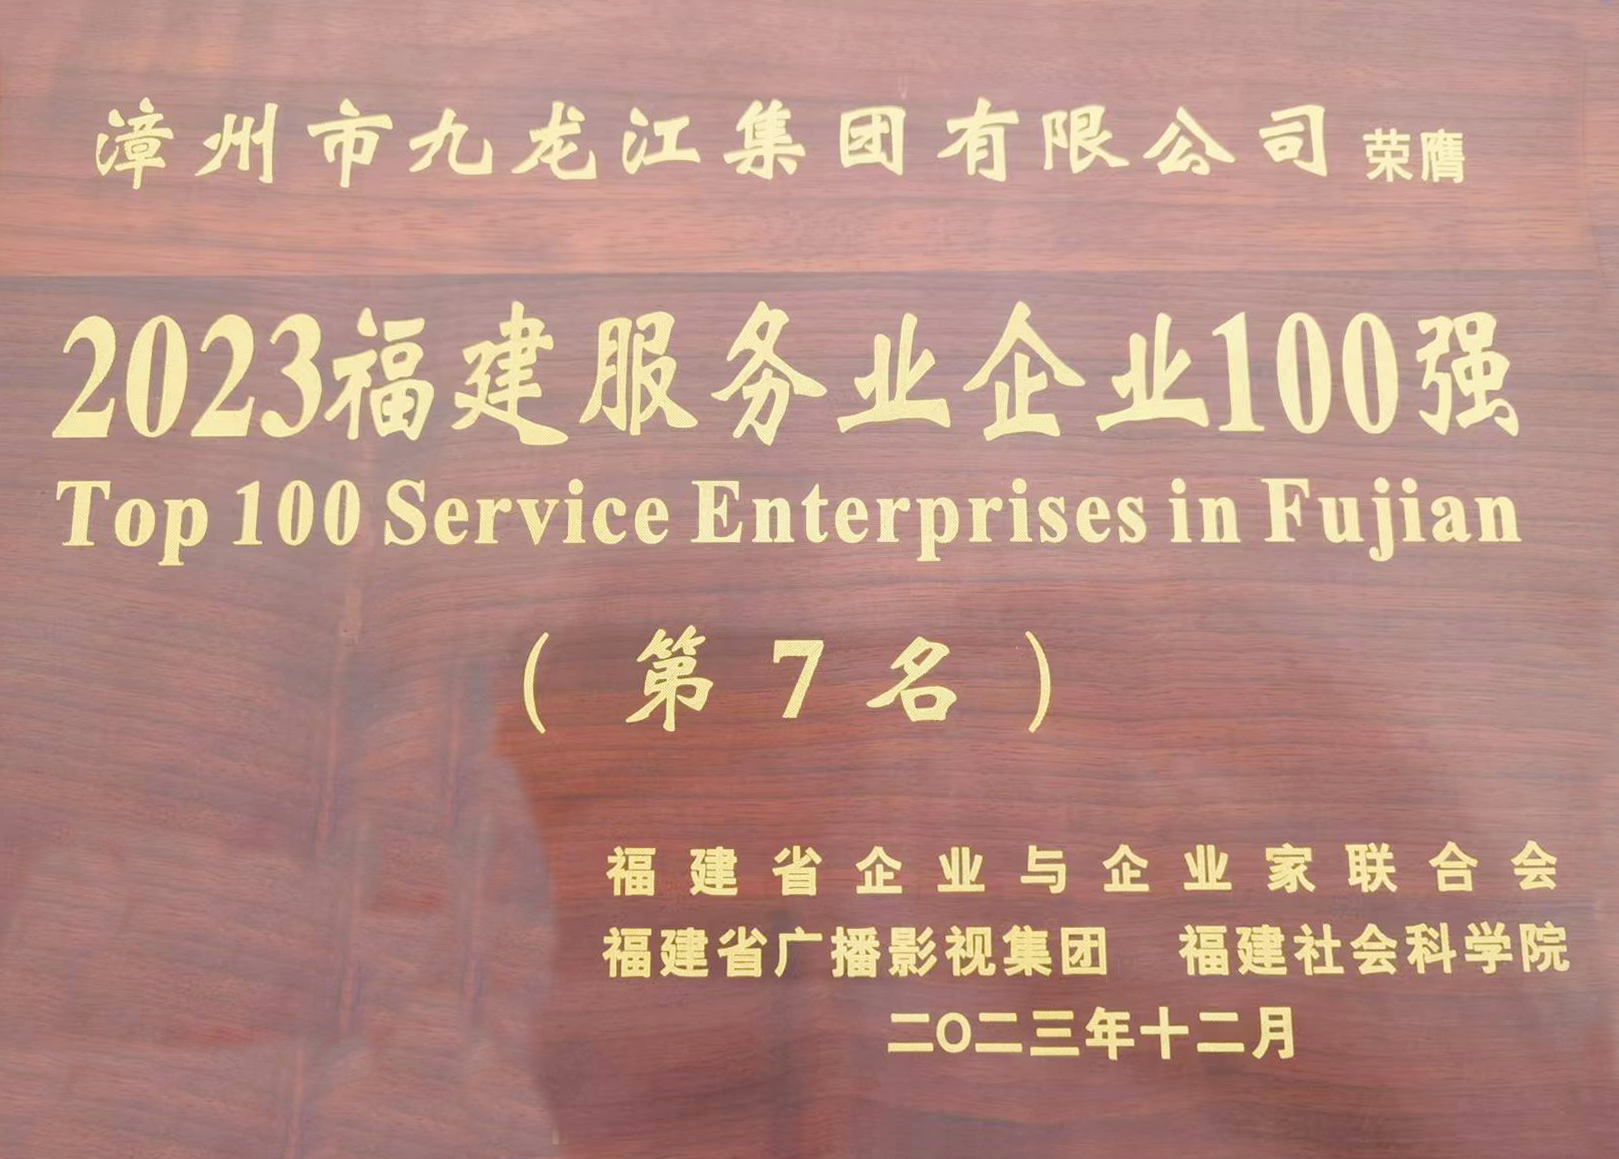 漳州市九龙江集团有限公司 荣膺
2023福建服务业企业100强
Top 100 Service Enterprises in Fujian
（第7名）
福建省企业与企业家联合会
福建省广播影视集团 福建社会科学院
二〇二三年十二月